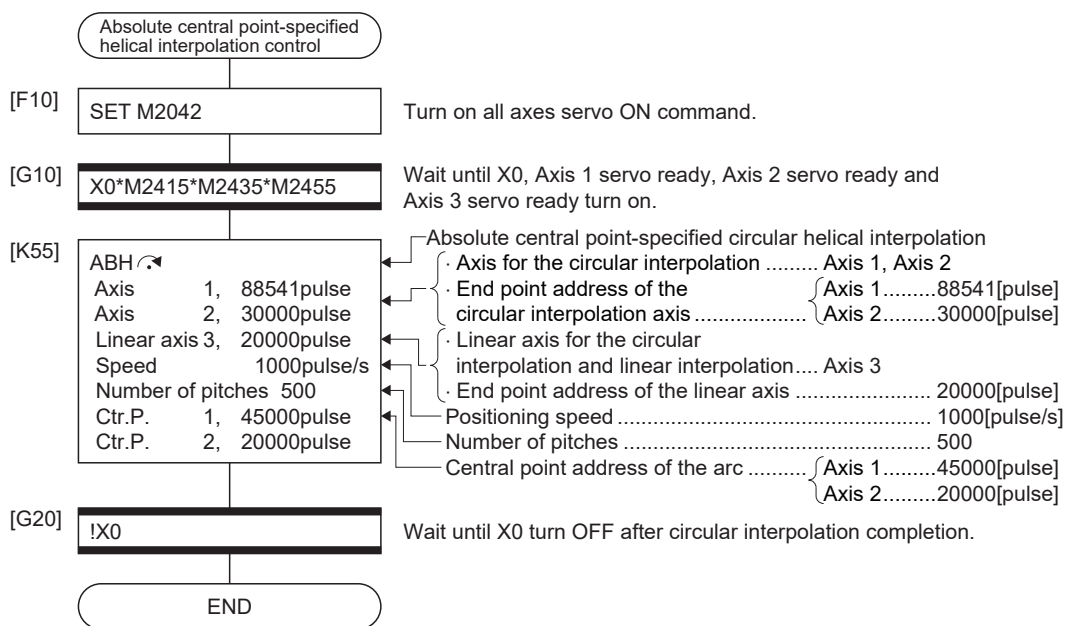 Absolute central point-specified
helical interpolation control
[F10]
SET M2042
Turn on all axes servo ON command.
[G10]
X0*M2415*M2435*M2455
Wait until X0, Axis 1 servo ready, Axis 2 servo ready and
Axis 3 servo ready turn on.
[K55]
ABH
Axis 1, 88541pulse
Axis 2, 30000pulse
Linear axis 3, 20000pulse
Speed 1000pulse/s
Number of pitches 500
Ctr.P. 1, 45000pulse
Ctr.P. 2, 20000pulse
Absolute central point-specified circular helical interpolation
· Axis for the circular interpolation ......... Axis 1, Axis 2
· End point address of the Axis 1.........88541[pulse]
circular interpolation axis .................... Axis 2.........30000[pulse]
· Linear axis for the circular
interpolation and linear interpolation.... Axis 3
· End point address of the linear axis ........................ 20000[pulse]
Positioning speed ...................................................... 1000[pulse/s]
Number of pitches ..................................................... 500
Central point address of the arc .......... Axis 1.........45000[pulse]
Axis 2.........20000[pulse]
[G20]
!X0
Wait until X0 turn OFF after circular interpolation completion.
END